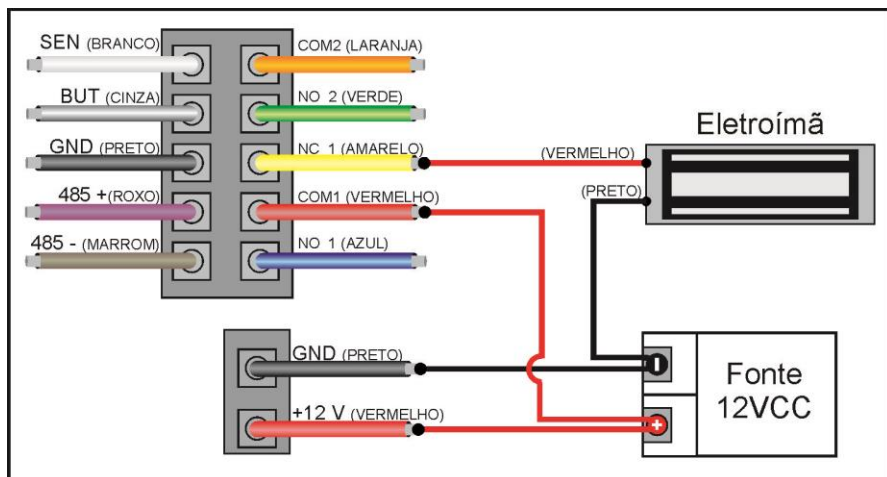 SEN (BRANCO)
COM2 (LARANJA)
BUT (CINZA)
NO 2 (VERDE)
GND (PRETO)
NC 1 (AMARELO)
485 +(ROXO)
COM1 (VERMELHO)
485 - (MARROM)
NO 1 (AZUL)
Eletroímã
(VERMELHO)
(PRETO)
GND (PRETO)
+12 V (VERMELHO)
Fonte
12VCC